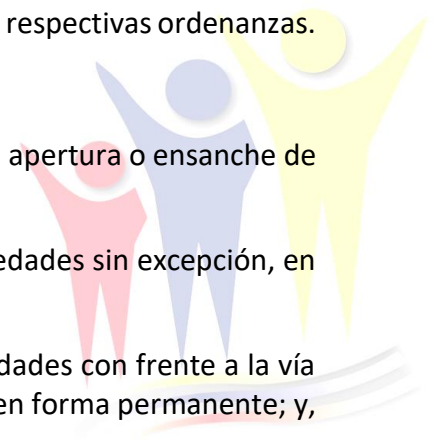 respectivas ordenanzas.
apertura o ensanche de
edades sin excepción, en
dades con frente a la vía
en forma permanente; y,